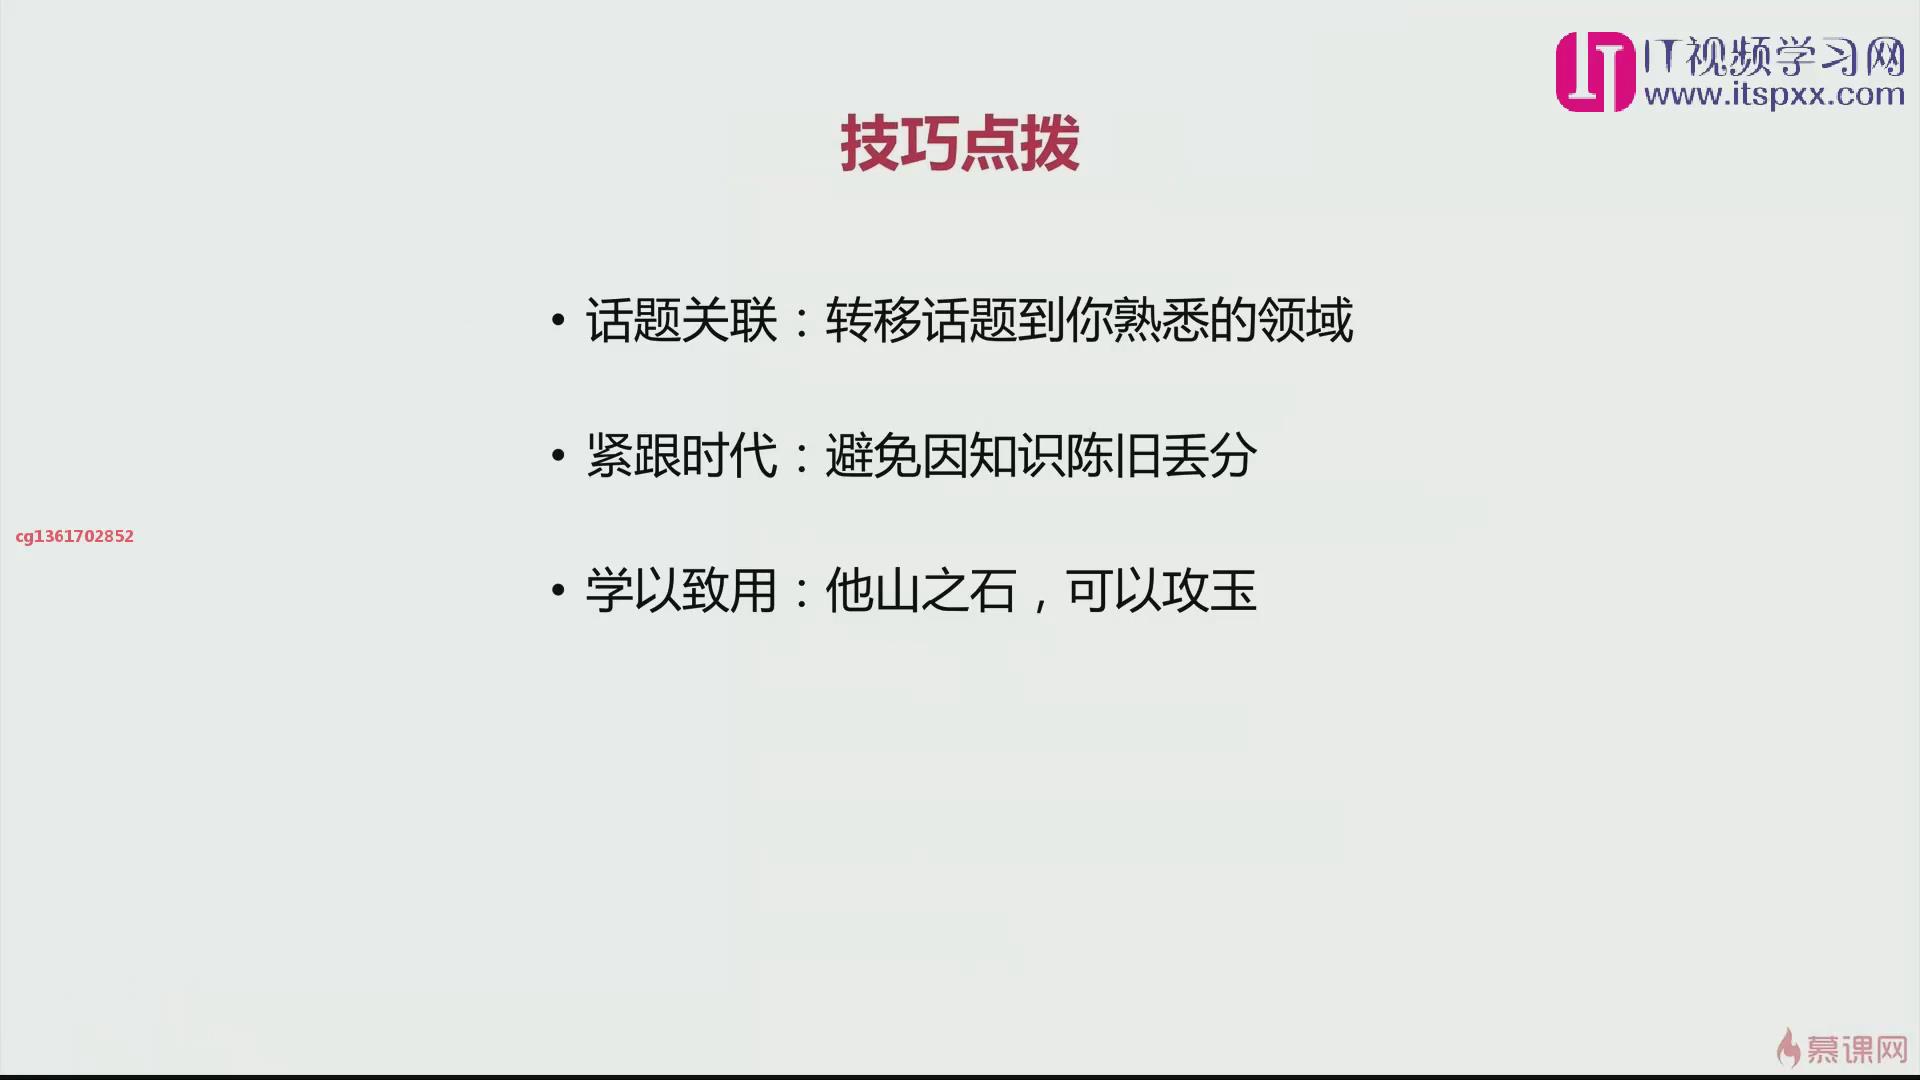 IT视频学习网
www.itspxx.com
技巧点拨
• 话题关联：转移话题到你熟悉的领域
• 紧跟时代：避免因知识陈旧丢分
cg1361702852
• 学以致用：他山之石，可以攻玉
慕课网